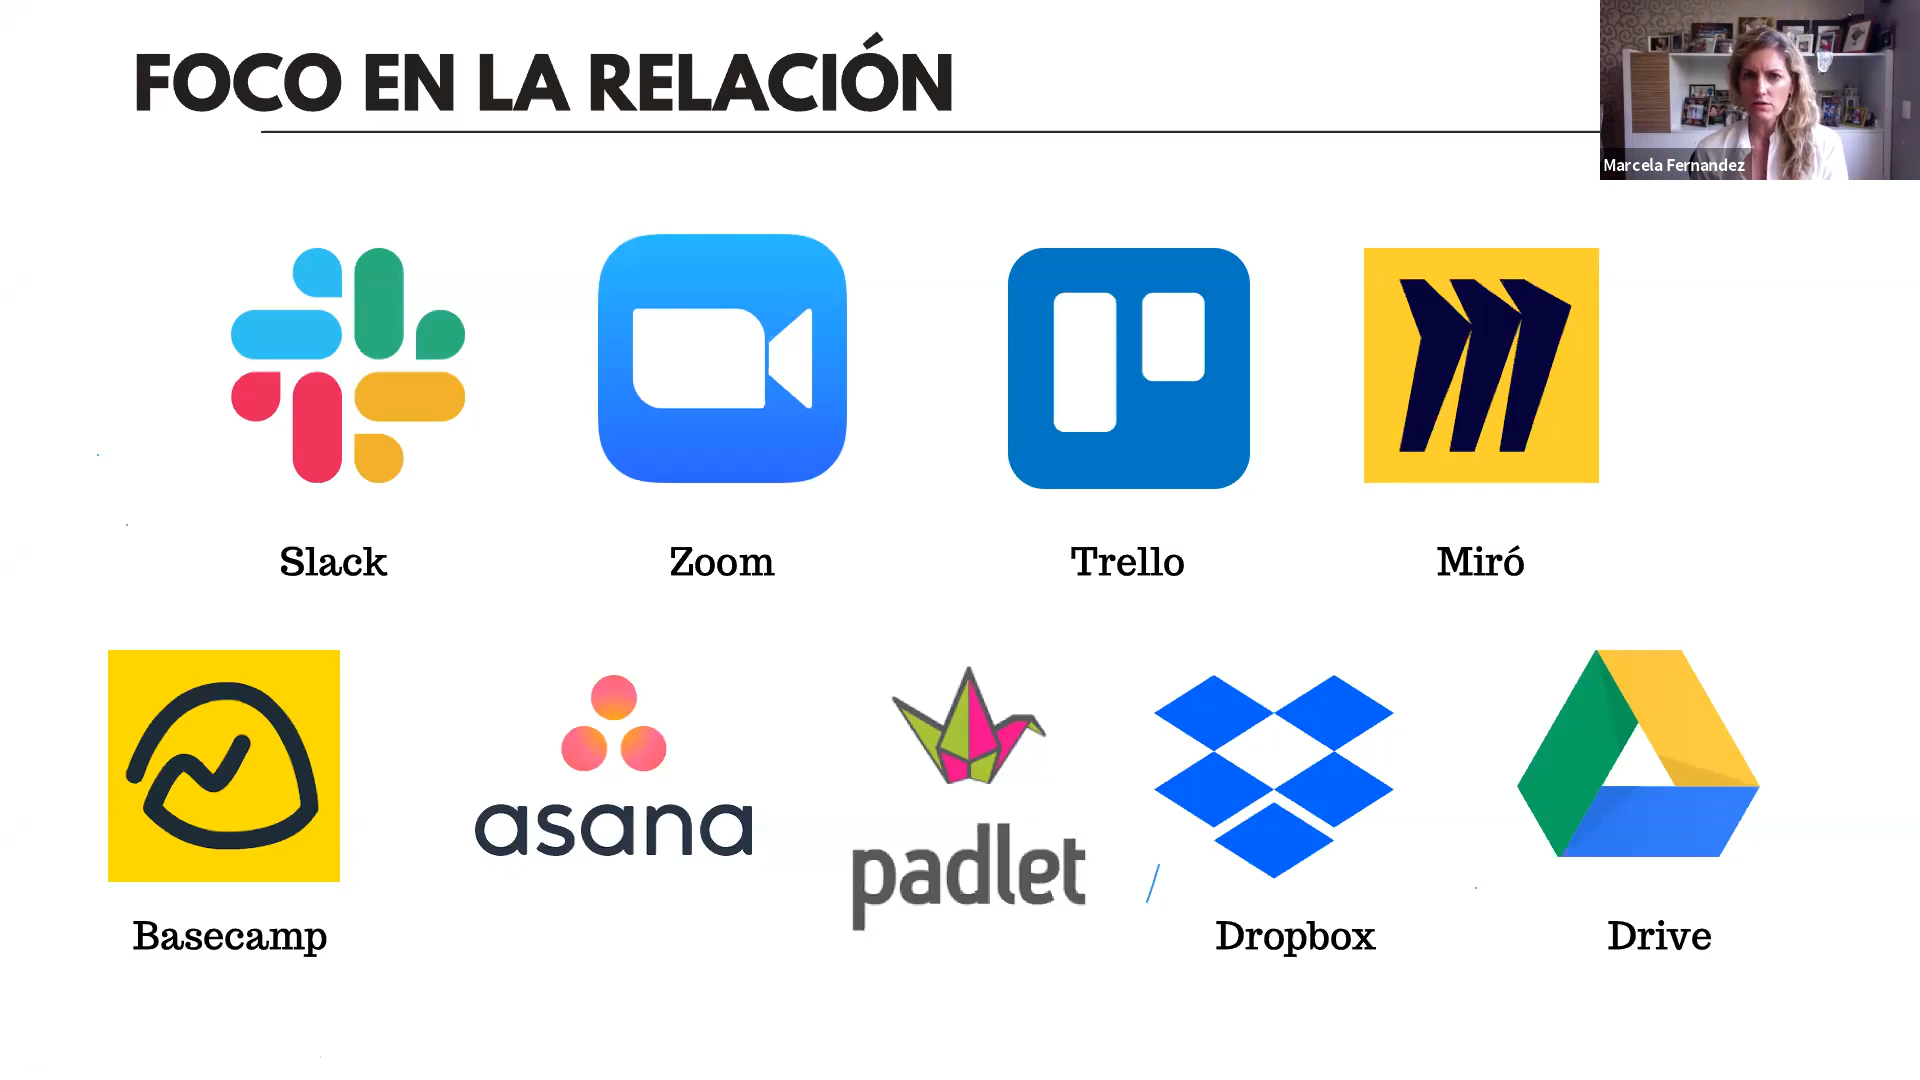 FOCO EN LA RELACIÓN
Marcela Fernandez
Slack
Zoom
Trello
Miró
asana
padlet
Basecamp
Dropbox
Drive